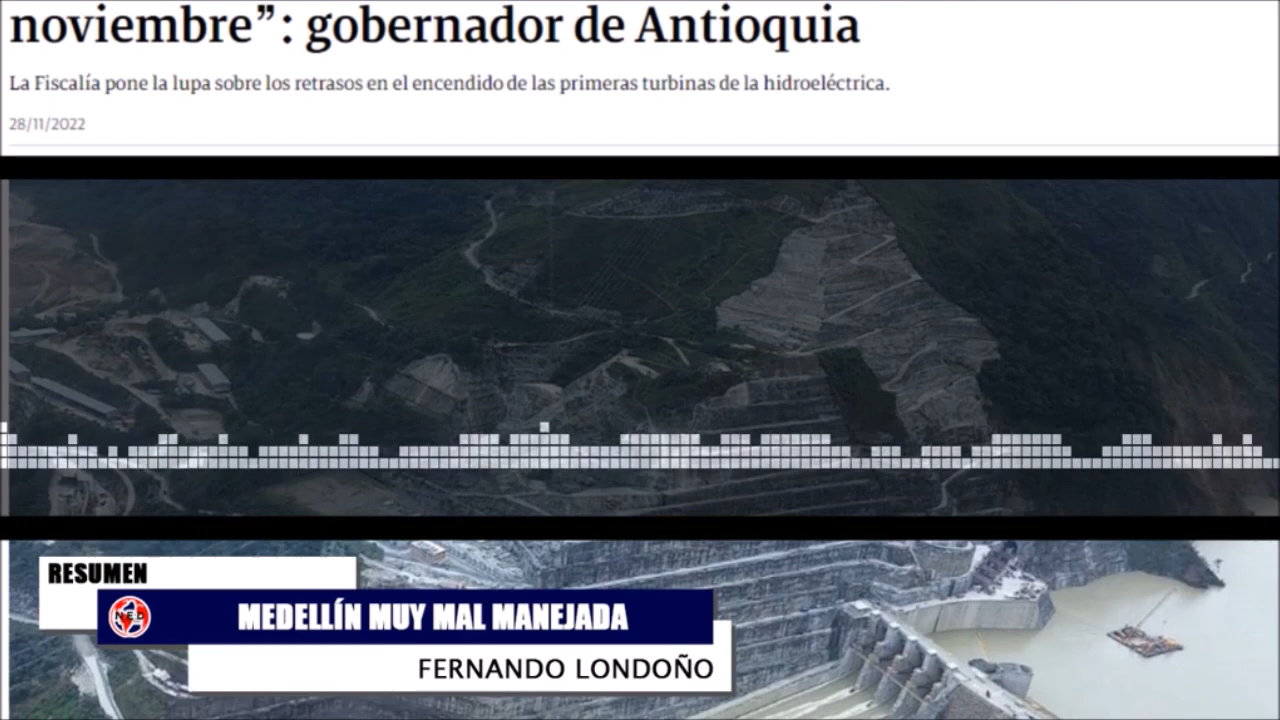 noviembre”: gobernador de Antioquia
La Fiscalía pone la lupa sobre los retrasos en el encendido de las primeras turbinas de la hidroeléctrica.
28/11/2022
RESUMEN
MEDELLÍN MUY MAL MANEJADA
FERNANDO LONDOÑO